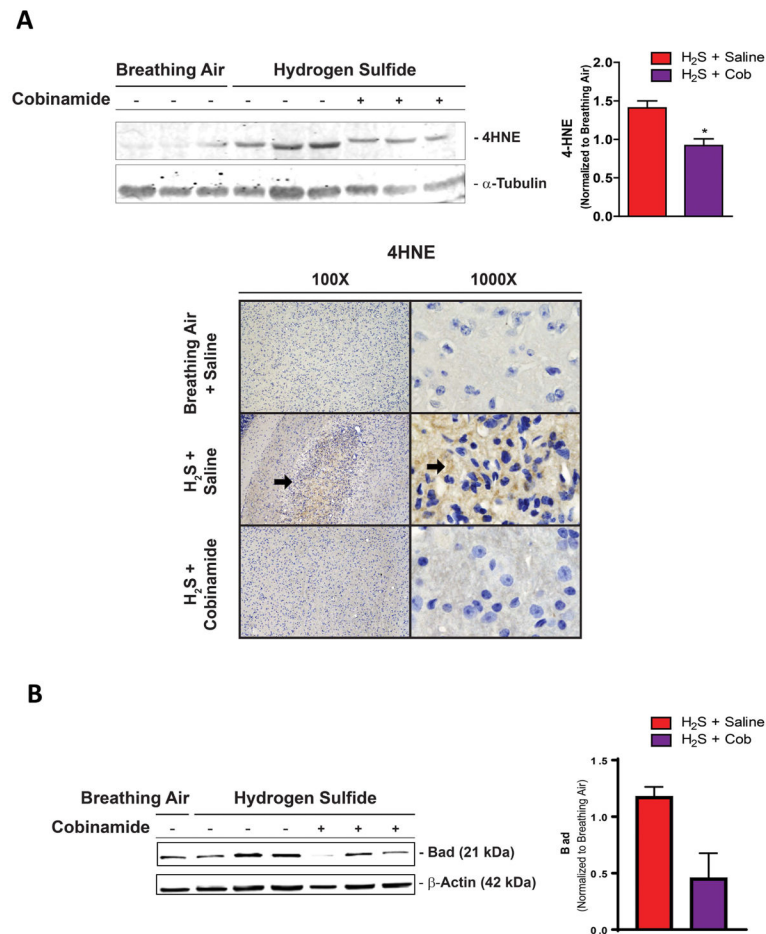 A
Breathing Air Hydrogen Sulfide
Cobinamide - - - - - - + + +
- 4HNE
- α-Tubulin
H₂S + Saline
H₂S + Cob
4-HNE
(Normalized to Breathing Air)
2.0
1.5
1.0
0.5
0.0
*
4HNE
100X 1000X
Breathing Air
+ Saline
H₂S +
Saline
H₂S +
Cobinamide
B
Breathing Air Hydrogen Sulfide
Cobinamide - - - - + + +
- Bad (21 kDa)
- β-Actin (42 kDa)
H₂S + Saline
H₂S + Cob
Bad
(Normalized to Breathing Air)
1.5
1.0
0.5
0.0